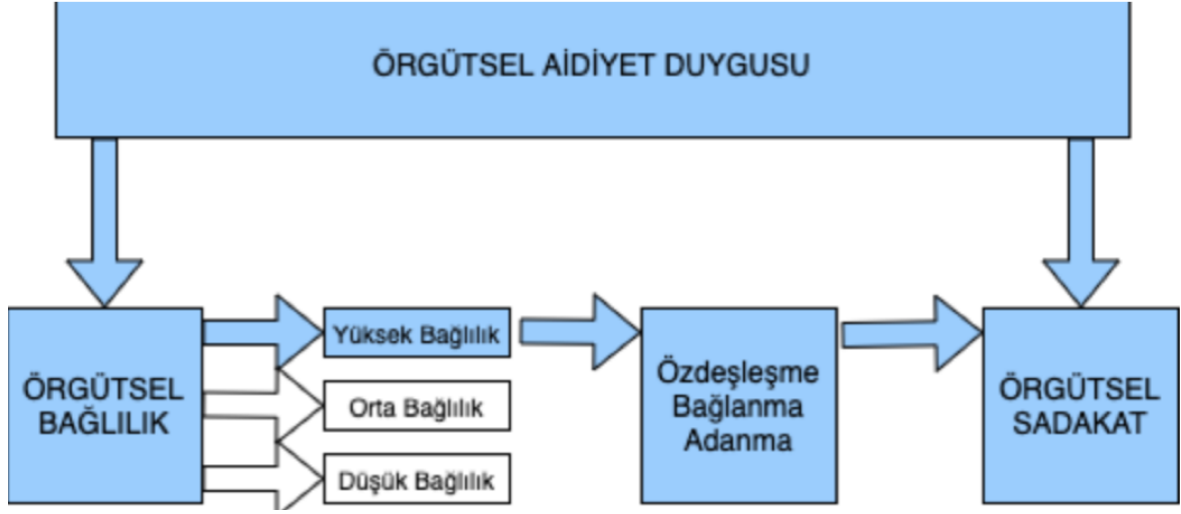 ÖRGÜTSEL AİDİYET DUYGUSU
ÖRGÜTSEL
BAĞLILIK
Yüksek Bağlılık
Orta Bağlılık
Düşük Bağlılık
Özdeşleşme
Bağlanma
Adanma
ÖRGÜTSEL
SADAKAT